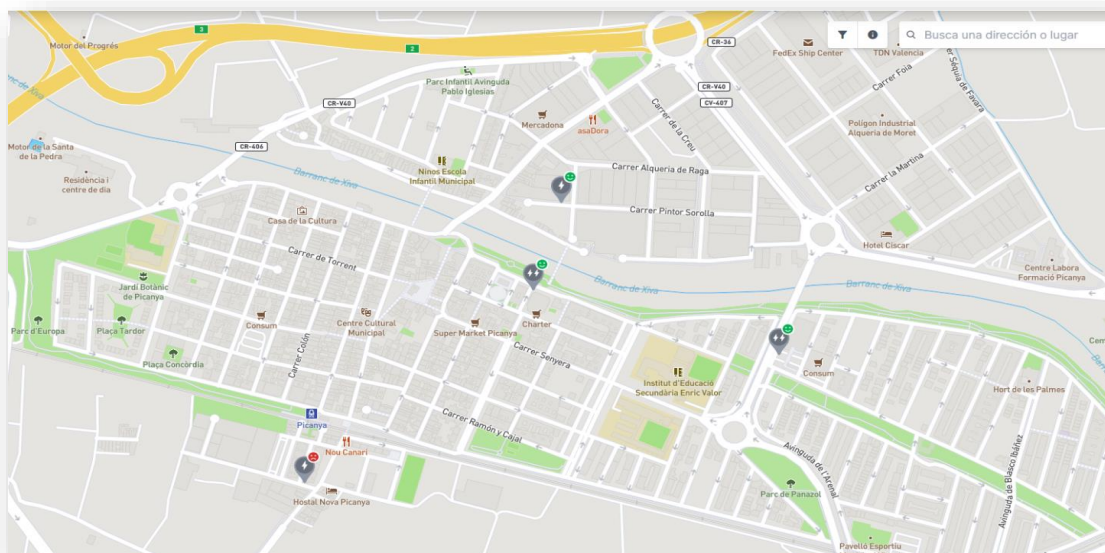 3
2
CR-36
Busca una dirección o lugar
Motor del Progrés
FedEx Ship Center
TDN Valencia
Carrer Foia
Parc Infantil Avinguda
Pablo Iglesias
CR-V40
CV-407
CR-V40
Carrer de la Creu
Mercadona
asaDora
Poligon Industrial
Alqueria de Moret
CR-406
Motor de la Santa
de la Pedra
Residència i
centre de dia
Barranc de Xiva
Ninos Escola
Infantil Municipal
Carrer Alqueria de Raga
Carrer la Martina
Carrer Pintor Sorolla
Casa de la Cultura
Hotel Ciscar
Carrer de Torrent
Centre Labora
Formació Picanya
Barranc de Xiva
Barranc de Xiva
Jardí Botànic
de Picanya
Parc d'Europa
Plaça Tardor
Consum
Centre Cultural
Municipal
Super Market Picanya
Charter
Carrer Colón
Carrer Senyera
Plaça Concòrdia
Institut d'Educació
Secundària Enric Valor
Consum
Hort de les Palmes
Picanya
Carrer Ramón y Cajal
Nou Canari
Avinguda de l'Arenal
Avinguda de Blasco Ibáñez
Hostal Nova Picanya
Parc de Panazol
Pavelló Esportiu